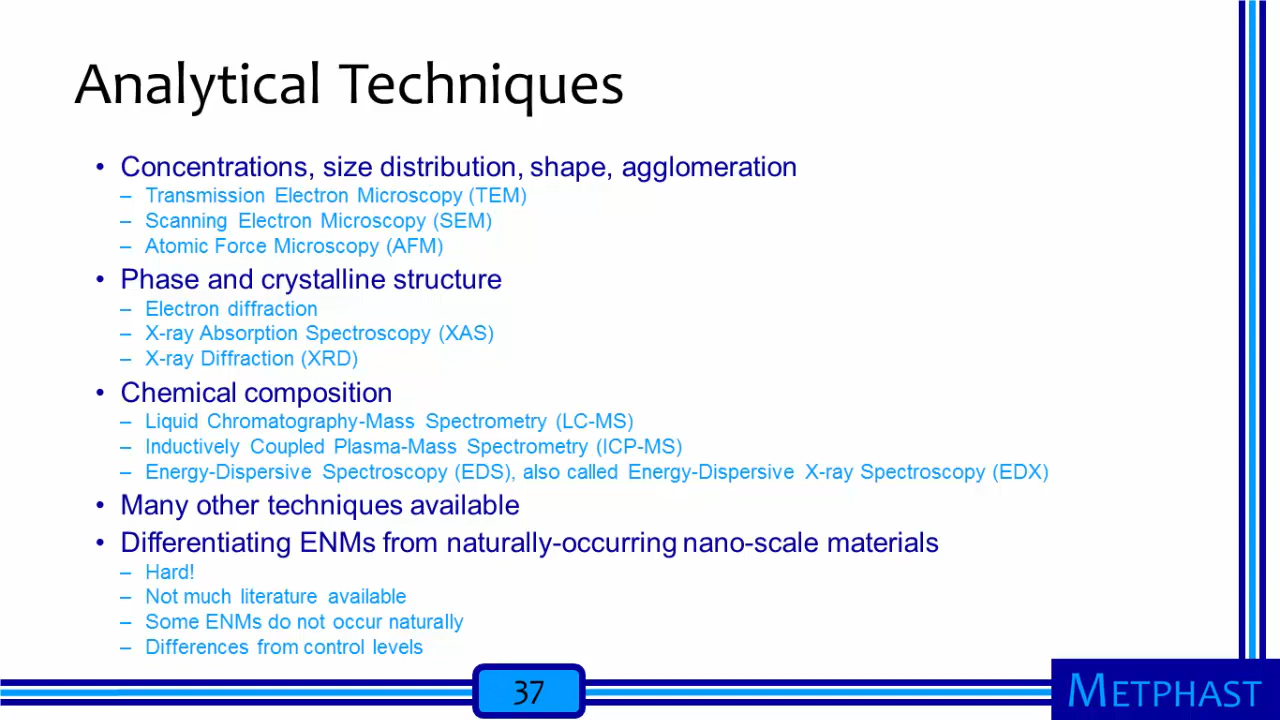 Analytical Techniques
• Concentrations, size distribution, shape, agglomeration
– Transmission Electron Microscopy (TEM)
– Scanning Electron Microscopy (SEM)
– Atomic Force Microscopy (AFM)
• Phase and crystalline structure
– Electron diffraction
– X-ray Absorption Spectroscopy (XAS)
– X-ray Diffraction (XRD)
• Chemical composition
– Liquid Chromatography-Mass Spectrometry (LC-MS)
– Inductively Coupled Plasma-Mass Spectrometry (ICP-MS)
– Energy-Dispersive Spectroscopy (EDS), also called Energy-Dispersive X-ray Spectroscopy (EDX)
• Many other techniques available
• Differentiating ENMs from naturally-occurring nano-scale materials
– Hard!
– Not much literature available
– Some ENMs do not occur naturally
– Differences from control levels
37
METPHAST